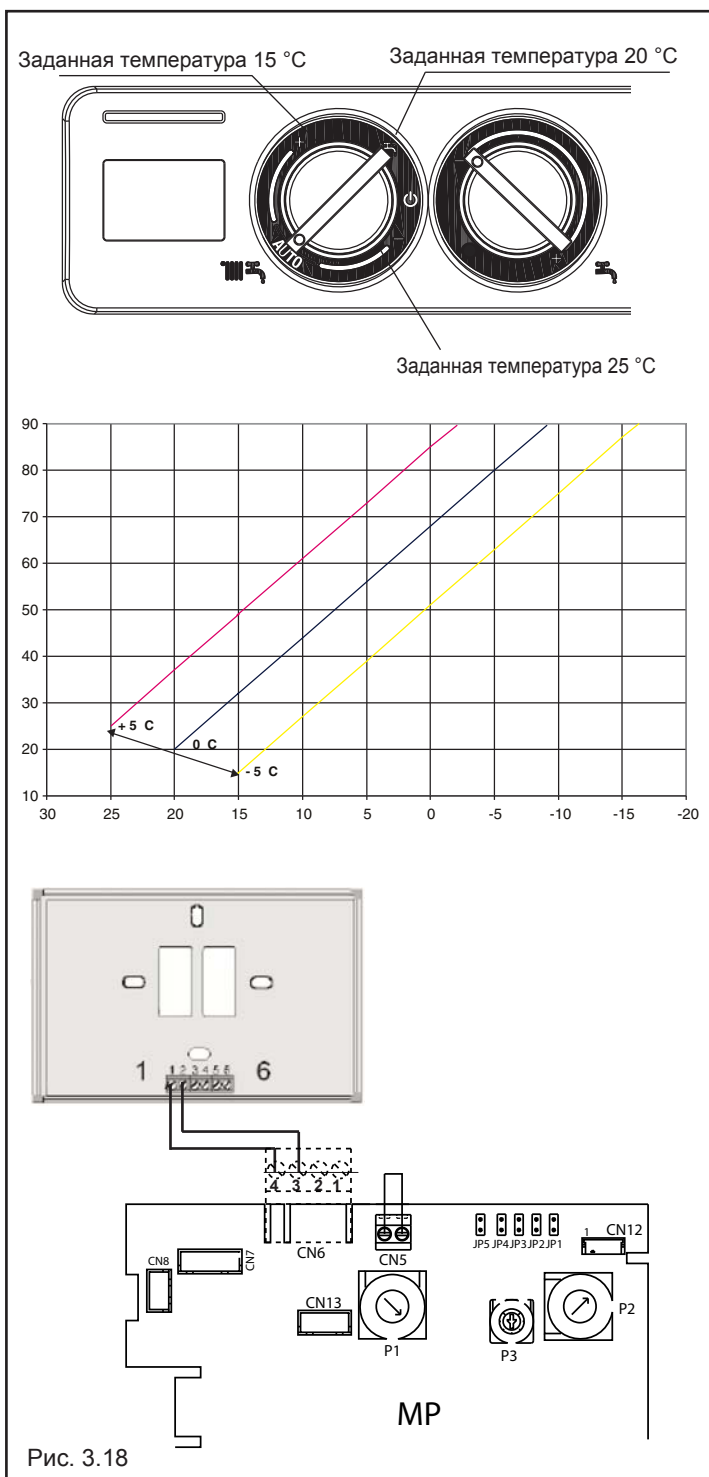 Заданная температура 15 °C
Заданная температура 20 °C
+
AUTO
-
-
+
Заданная температура 25 °C
90
80
70
60
50
40
30
20
10
+ 5 C
0 C
- 5 C
30 25 20 15 10 5 0 -5 -10 -15 -20
1 1 2 3 4 5 6 6
4 3 2 1
CN8
CN7
CN6
CN5
JP5 JP4 JP3 JP2 JP1
1 CN12
CN13
P1
P3
P2
MP
Рис. 3.18